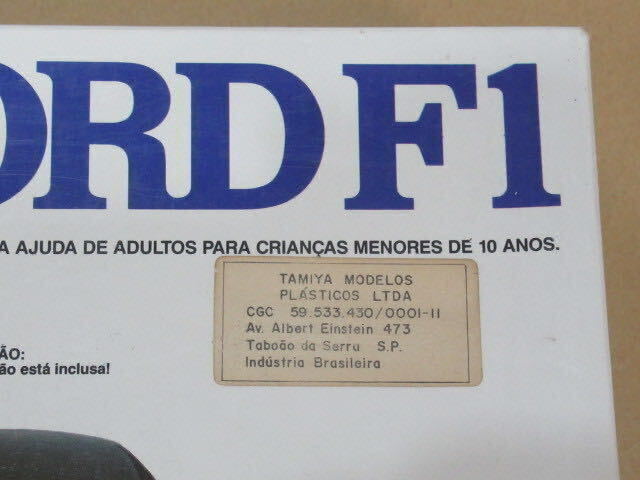 ORD F1
A AJUDA DE ADULTOS PARA CRIANÇAS MENORES DE 10 ANOS.
TAMIYA MODELOS
PLÁSTICOS LTDA
CGC 59.533.430/0001-11
Av. Albert Einstein 473
Taboão da Serra S.P.
Indústria Brasileira
ÃO:
ão está inclusa!